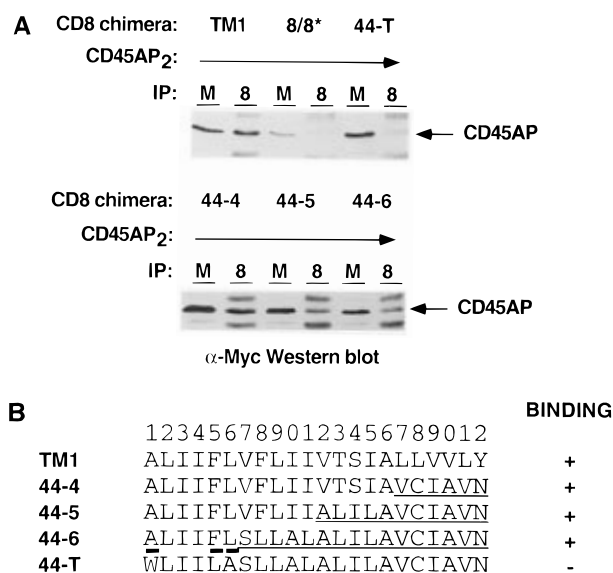 A
CD8 chimera: TM1 8/8* 44-T
CD45AP2:
IP: M 8 M 8 M 8
CD45AP
CD8 chimera: 44-4 44-5 44-6
CD45AP2:
IP: M 8 M 8 M 8
CD45AP
α-Myc Western blot
B BINDING
1234567890123456789012
TM1 ALIIFLVFLIIVTSIALLVVLY +
44-4 ALIIFLVFLIIVTSIAVCIAVN +
44-5 ALIIFLVFLIIALILAVCIAVN +
44-6 ALIIFLSLLALALILAVCIAVN +
44-T WLIILASLLALALILAVCIAVN -